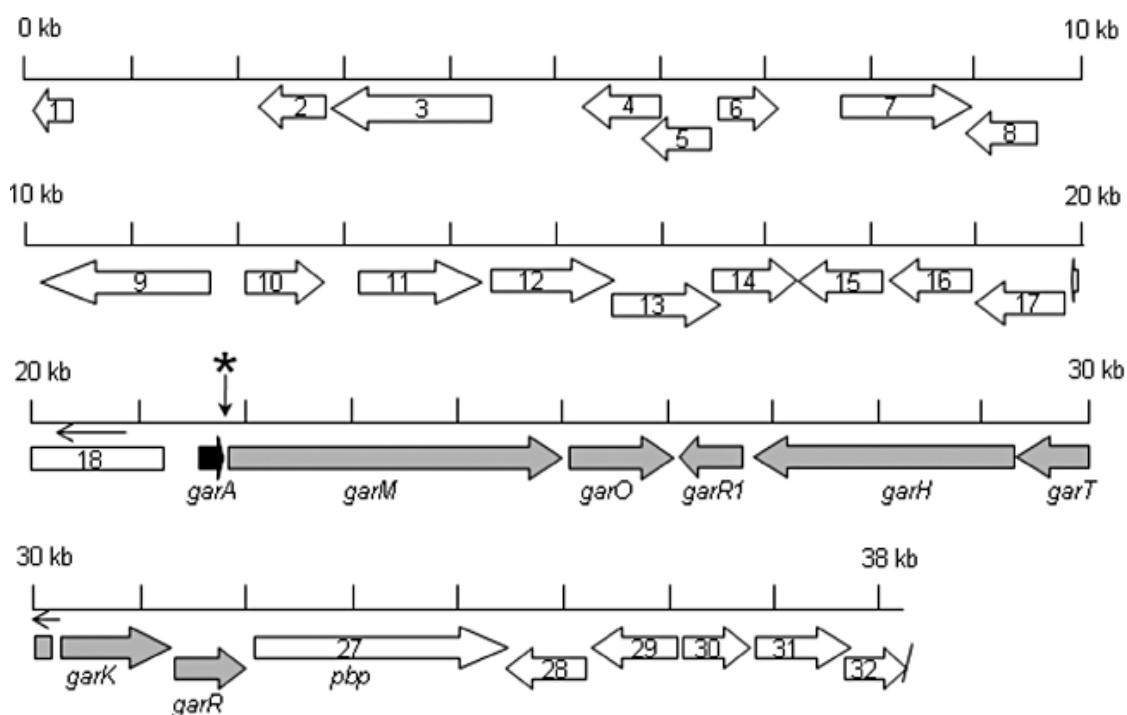 0 kb 10 kb
1 2 3 4 5 6 7 8
10 kb 20 kb
9 10 11 12 13 14 15 16 17
20 kb * 30 kb
18
garA garM garO garR1 garH garT
30 kb 38 kb
27 28 29 30 31 32
garK garR pbp